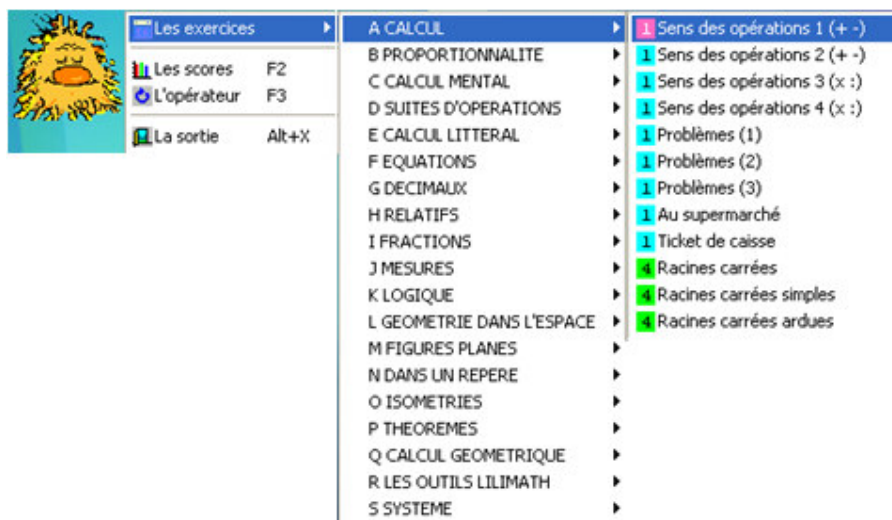 Les exercices
Les scores F2
L'opérateur F3
La sortie Alt+X
A CALCUL
B PROPORTIONNALITE
C CALCUL MENTAL
D SUITES D'OPERATIONS
E CALCUL LITTERAL
F EQUATIONS
G DECIMAUX
H RELATIFS
I FRACTIONS
J MESURES
K LOGIQUE
L GEOMETRIE DANS L'ESPACE
M FIGURES PLANES
N DANS UN REPERE
O ISOMETRIES
P THEOREMES
Q CALCUL GEOMETRIQUE
R LES OUTILS LILIMATH
S SYSTEME
1 Sens des opérations 1 (+ -)
1 Sens des opérations 2 (+ -)
1 Sens des opérations 3 (x :)
1 Sens des opérations 4 (x :)
1 Problèmes (1)
1 Problèmes (2)
1 Problèmes (3)
1 Au supermarché
1 Ticket de caisse
4 Racines carrées
4 Racines carrées simples
4 Racines carrées ardues